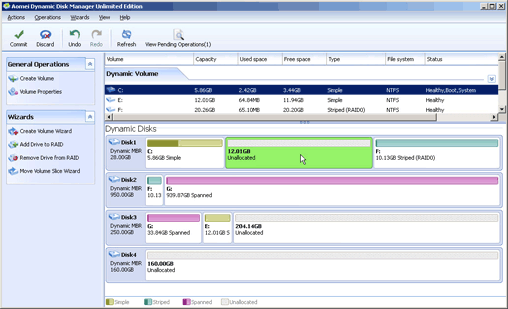 Aomei Dynamic Disk Manager Unlimited Edition
Actions Operations Wizards View Help
Commit Discard Undo Redo Refresh View Pending Operations(1)
General Operations
Create Volume
Volume Properties
Wizards
Create Volume Wizard
Add Drive to RAID
Remove Drive from RAID
Move Volume Slice Wizard
Volume Capacity Used space Free space Type File system Status
Dynamic Volume
C: 5.86GB 2.42GB 3.44GB Simple NTFS Healthy,Boot,System
E: 12.01GB 64.84MB 11.94GB Simple NTFS Healthy
F: 20.26GB 65.10MB 20.20GB Striped (RAID0) NTFS Healthy
Dynamic Disks
Disk1
Dynamic MBR
28.00GB
C:
5.86GB Simple
12.01GB
Unallocated
F:
10.13GB Striped (RAID0)
Disk2
Dynamic MBR
950.00GB
F:
10.13
G:
939.87GB Spanned
Disk3
Dynamic MBR
250.00GB
G:
33.84GB Spanned
E:
12.01GB S
204.14GB
Unallocated
Disk4
Dynamic MBR
160.00GB
160.00GB
Unallocated
Simple Striped Spanned Unallocated